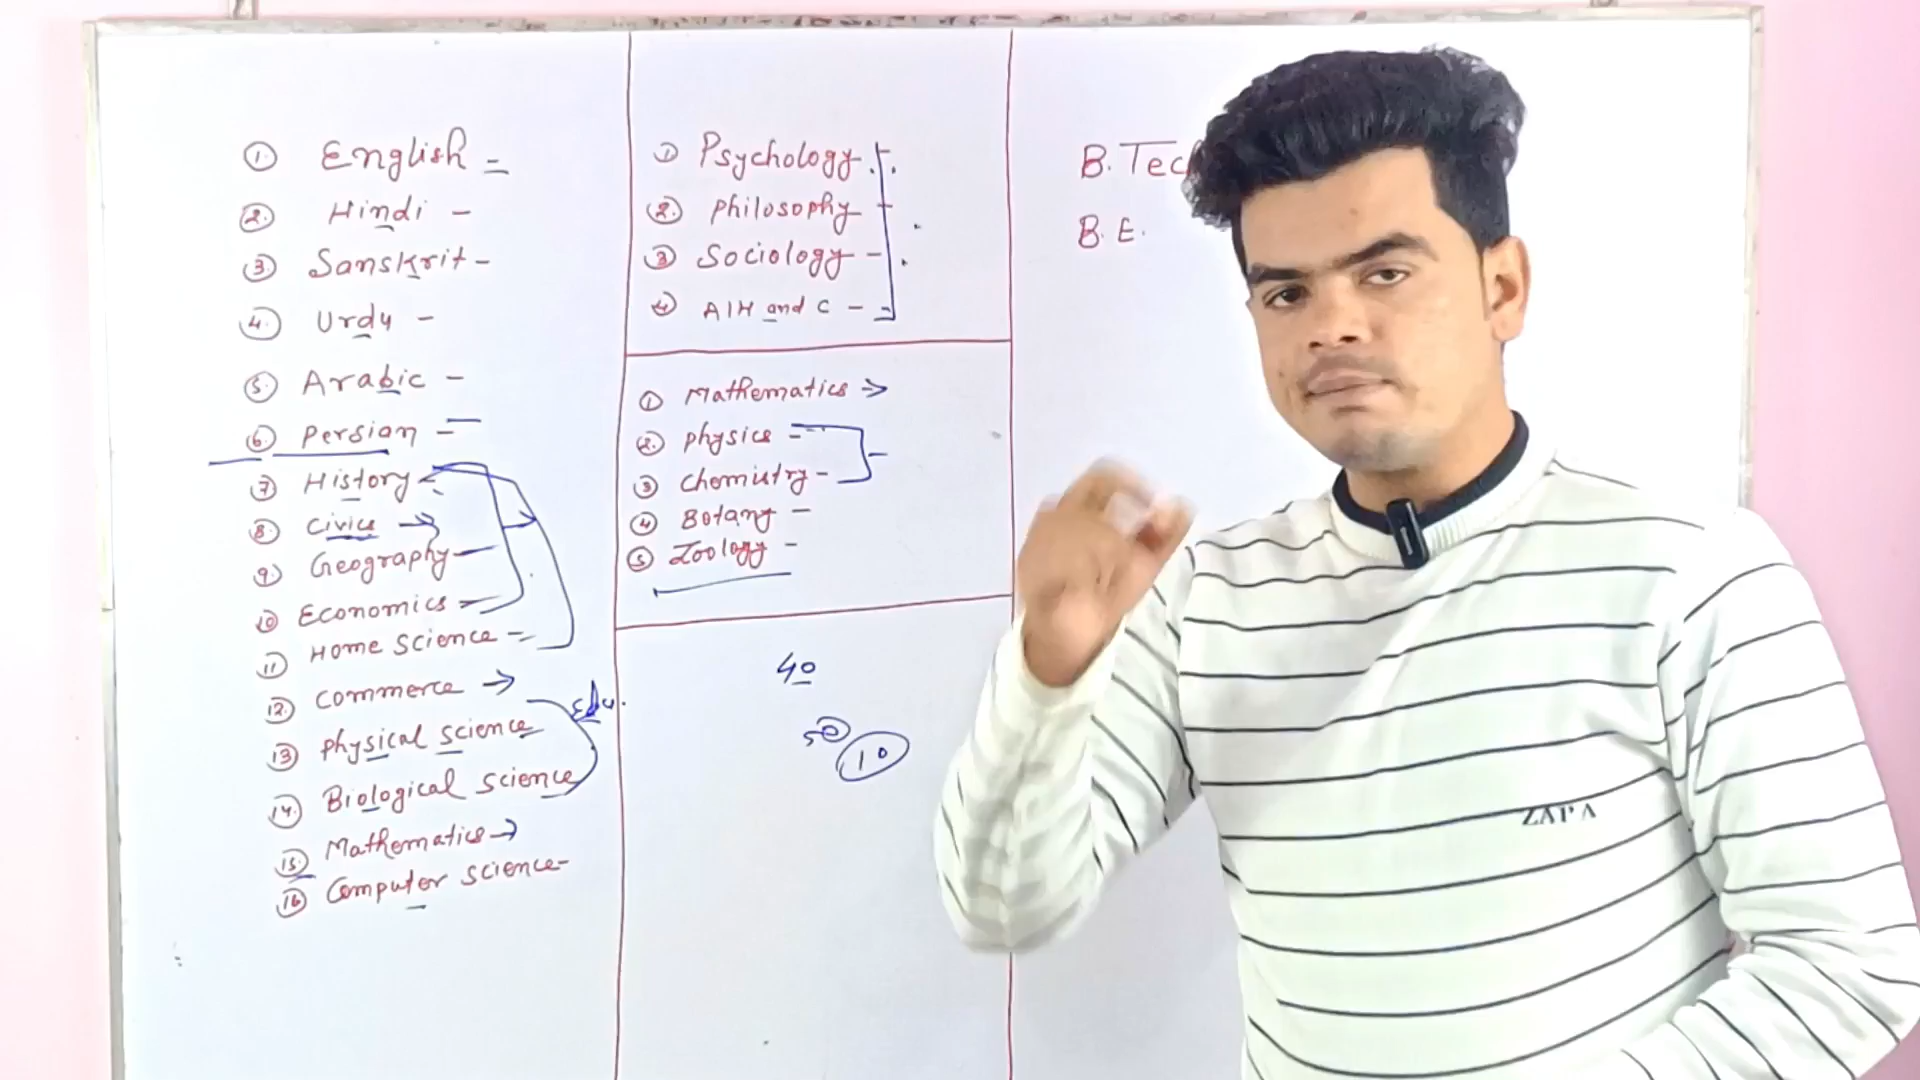 1. English =
2. Hindi -
3 Sanskrit -
4. Urdu -
5. Arabic -
6 Persian -
7 History
8. Civics →
9.) Geography
10 Economics
11 Home Science -
12. Commerce →
Edu.
13 Physical Science
14. Biological Science
15. Mathematics →
16 Computer Science -
1) Psychology
2. Philosophy -
3 Sociology -
4 AIH and C -
1 Mathematics →
2. Physics -
3 Chemistry -
4 Botany -
5 Zoology -
40
50
10
B.Tec
B.E.
ZAPA